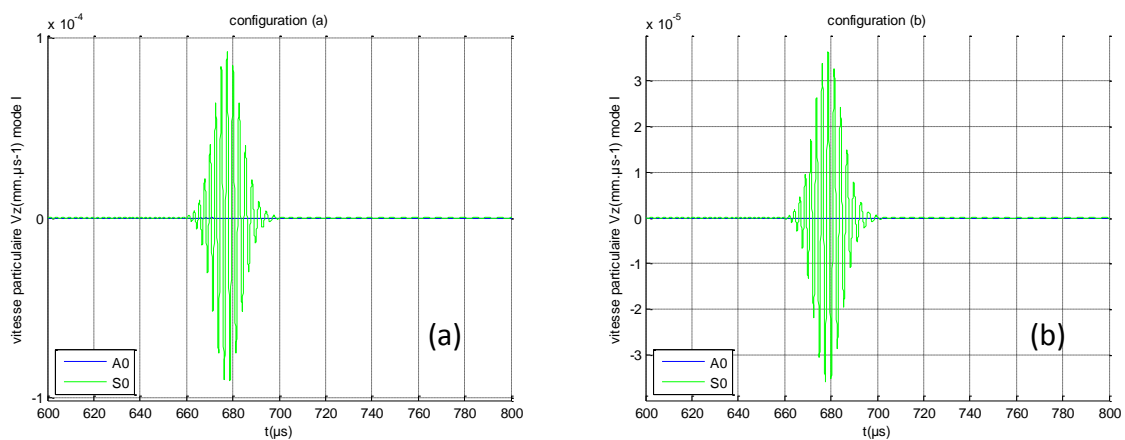 configuration (a)
x 10-4
1
0
-1
600 620 640 660 680 700 720 740 760 780 800
t(µs)
vitesse particulaire Vz(mm.µs-1) mode I
A0
S0
(a)
configuration (b)
x 10-5
3
2
1
0
-1
-2
-3
600 620 640 660 680 700 720 740 760 780 800
t(µs)
vitesse particulaire Vz(mm.µs-1) mode I
A0
S0
(b)